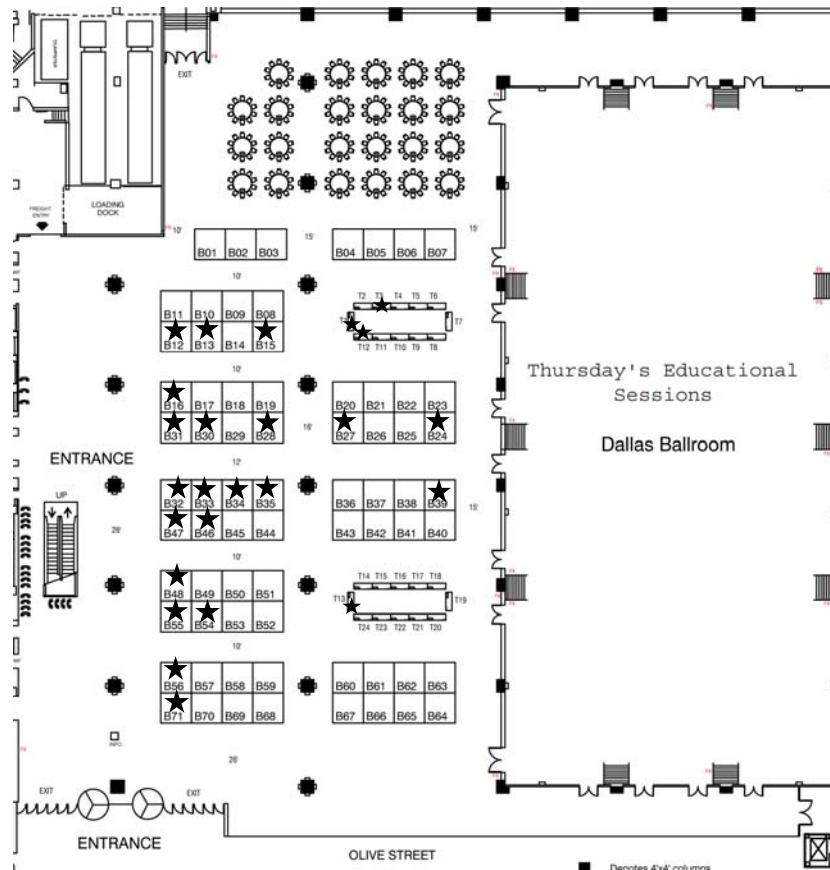 DUMPSTER
EXIT
F6
LOADING
DOCK
FREIGHT
ENTRY
10'
15'
15'
B01 B02 B03
B04 B05 B06 B07
10'
B11 B10 B09 B08
B12 B13 B14 B15
T2 T3 T4 T5 T6
T7
T12 T11 T10 T9 T8
10'
B16 B17 B18 B19
B31 B30 B29 B28
B20 B21 B22 B23
B27 B26 B25 B24
16'
Thursday's Educational
Sessions
Dallas Ballroom
ENTRANCE
12'
UP
B32 B33 B34 B35
B47 B46 B45 B44
B36 B37 B38 B39
B43 B42 B41 B40
15'
26'
10'
B48 B49 B50 B51
B55 B54 B53 B52
T14 T15 T16 T17 T18
T13
T19
T24 T23 T22 T21 T20
10'
B56 B57 B58 B59
B71 B70 B69 B68
B60 B61 B62 B63
B67 B66 B65 B64
INFO
26'
EXIT
EXIT
ENTRANCE
OLIVE STREET
Denotes 4'x4' columns